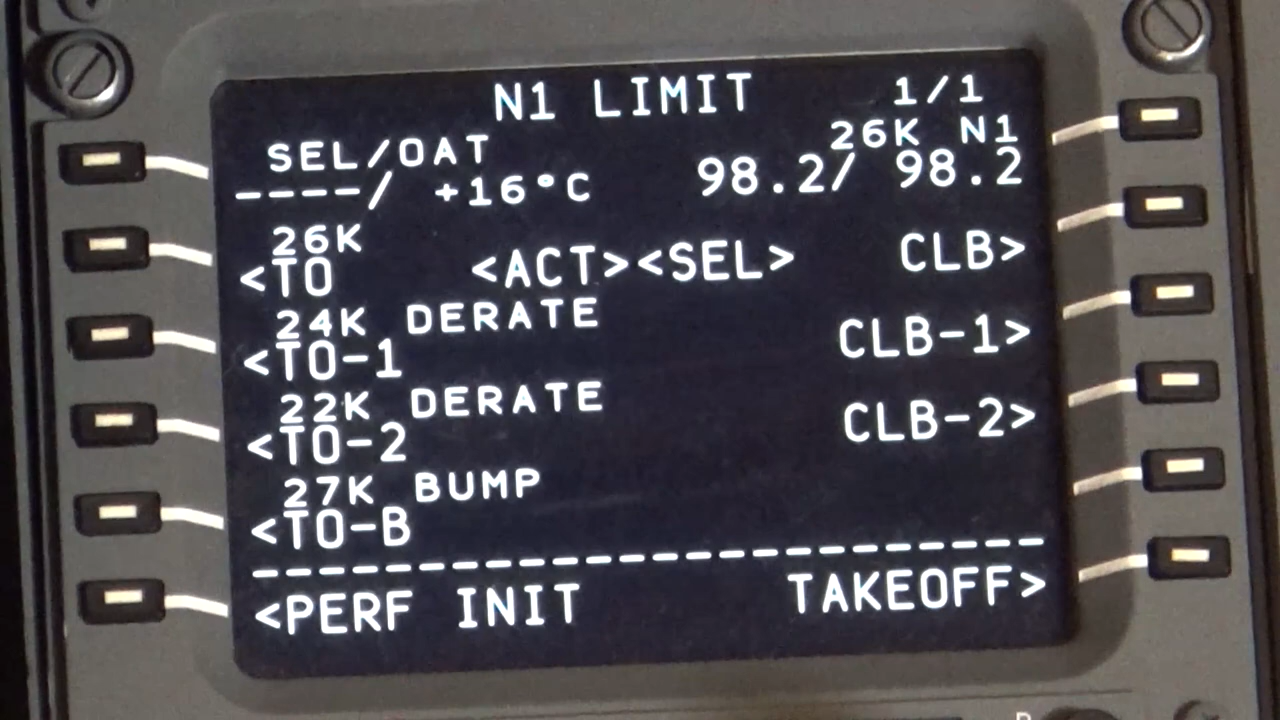 N1 LIMIT 1/1
SEL/OAT 26K N1
----/ +16°C 98.2/ 98.2
26K
<TO <ACT><SEL> CLB>
24K DERATE
<TO-1 CLB-1>
22K DERATE
<TO-2 CLB-2>
27K BUMP
<TO-B
------------------------
<PERF INIT TAKEOFF>